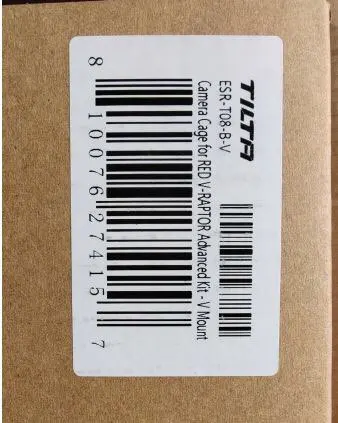 TILTA
ESR-T08-B-V
Camera Cage for RED V-RAPTOR Advanced Kit - V Mount
8 10076 27415 7